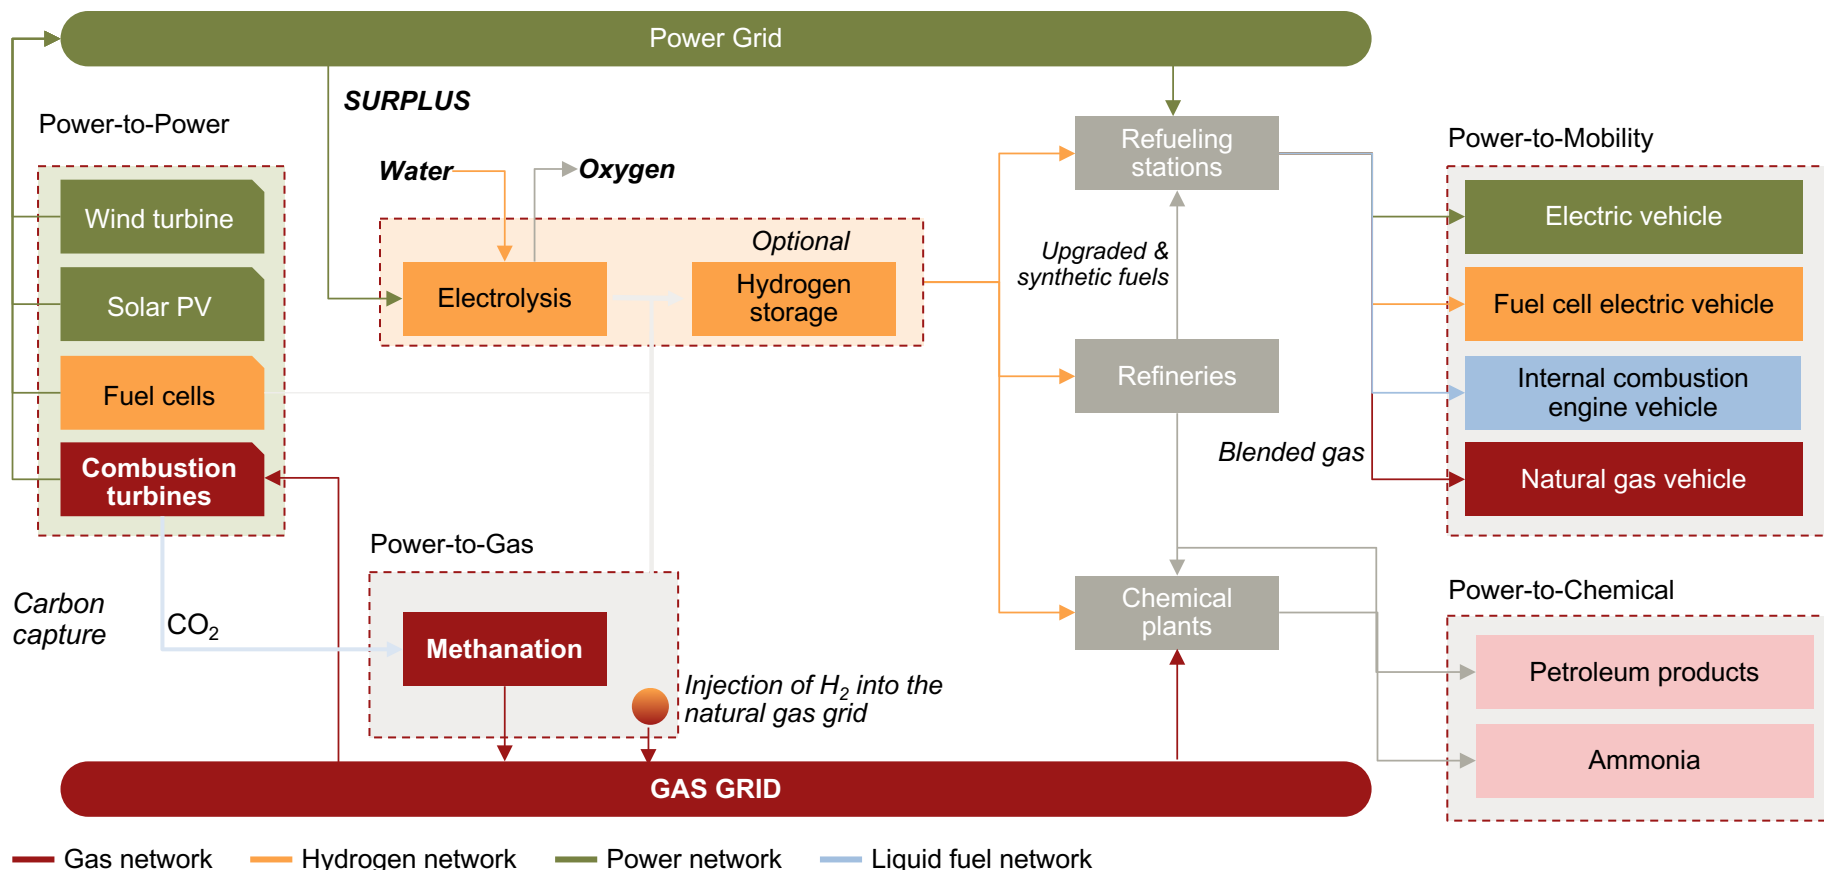 Power Grid
SURPLUS
Power-to-Power
Wind turbine
Solar PV
Fuel cells
Combustion
turbines
Water
Oxygen
Optional
Electrolysis
Hydrogen
storage
Refueling
stations
Upgraded &
synthetic fuels
Refineries
Blended gas
Chemical
plants
Power-to-Mobility
Electric vehicle
Fuel cell electric vehicle
Internal combustion
engine vehicle
Natural gas vehicle
Power-to-Chemical
Petroleum products
Ammonia
Carbon
capture
CO2
Power-to-Gas
Methanation
Injection of H2 into the
natural gas grid
GAS GRID
Gas network
Hydrogen network
Power network
Liquid fuel network